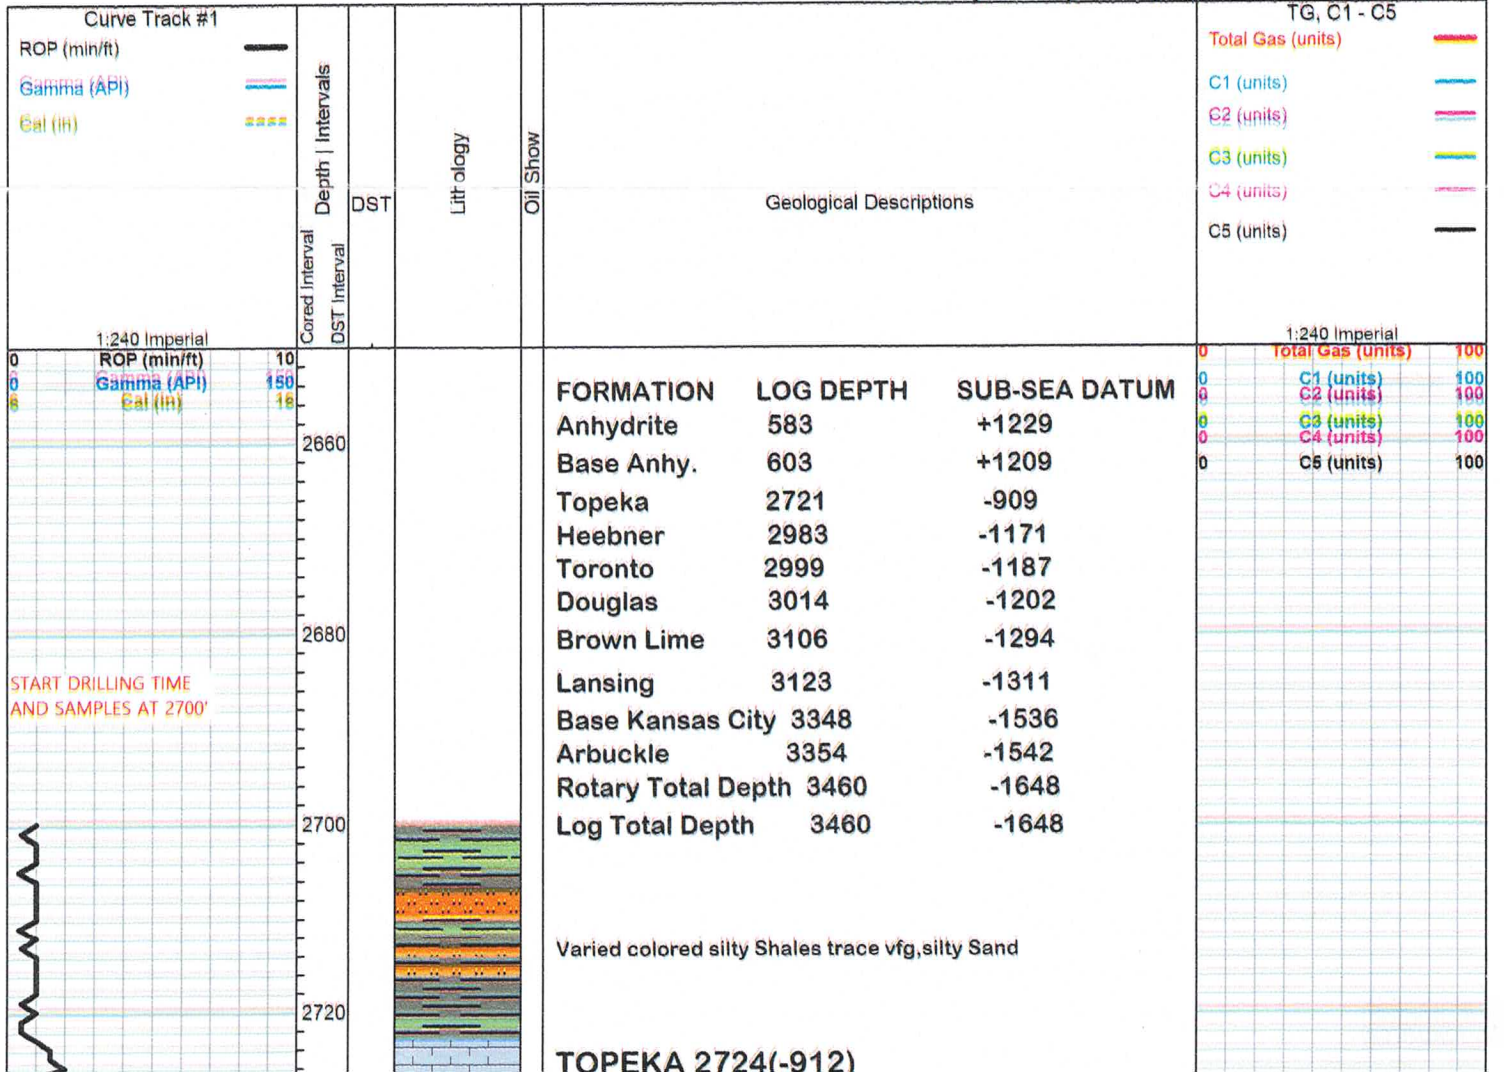 Curve Track #1
ROP (min/ft)
Gamma (API)
Cal (in)
1:240 Imperial
Depth | Intervals
Cored Interval
DST Interval
DST
Lithology
Oil Show
Geological Descriptions
TG, C1 - C5
Total Gas (units)
C1 (units)
C2 (units)
C3 (units)
C4 (units)
C5 (units)
1:240 Imperial
0 ROP (min/ft) 10
0 Gamma (API) 150
6 Cal (in) 16
0 Total Gas (units) 100
0 C1 (units) 100
0 C2 (units) 100
0 C3 (units) 100
0 C4 (units) 100
0 C5 (units) 100
FORMATION LOG DEPTH SUB-SEA DATUM
Anhydrite 583 +1229
Base Anhy. 603 +1209
Topeka 2721 -909
Heebner 2983 -1171
Toronto 2999 -1187
Douglas 3014 -1202
Brown Lime 3106 -1294
Lansing 3123 -1311
Base Kansas City 3348 -1536
Arbuckle 3354 -1542
Rotary Total Depth 3460 -1648
Log Total Depth 3460 -1648
2660
2680
START DRILLING TIME
AND SAMPLES AT 2700'
2700
Varied colored silty Shales trace vfg,silty Sand
2720
TOPEKA 2724(-912)